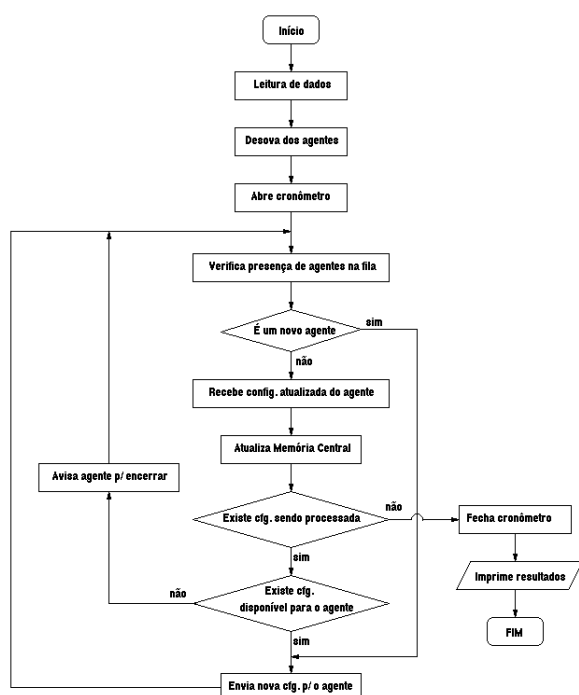 Início
Leitura de dados
Desova dos agentes
Abre cronômetro
Verifica presença de agentes na fila
É um novo agente
sim
não
Recebe config. atualizada do agente
Atualiza Memória Central
Avisa agente p/ encerrar
Existe cfg. sendo processada
não
Fecha cronômetro
sim
Imprime resultados
não
Existe cfg.
disponível para o agente
sim
FIM
Envia nova cfg. p/ o agente